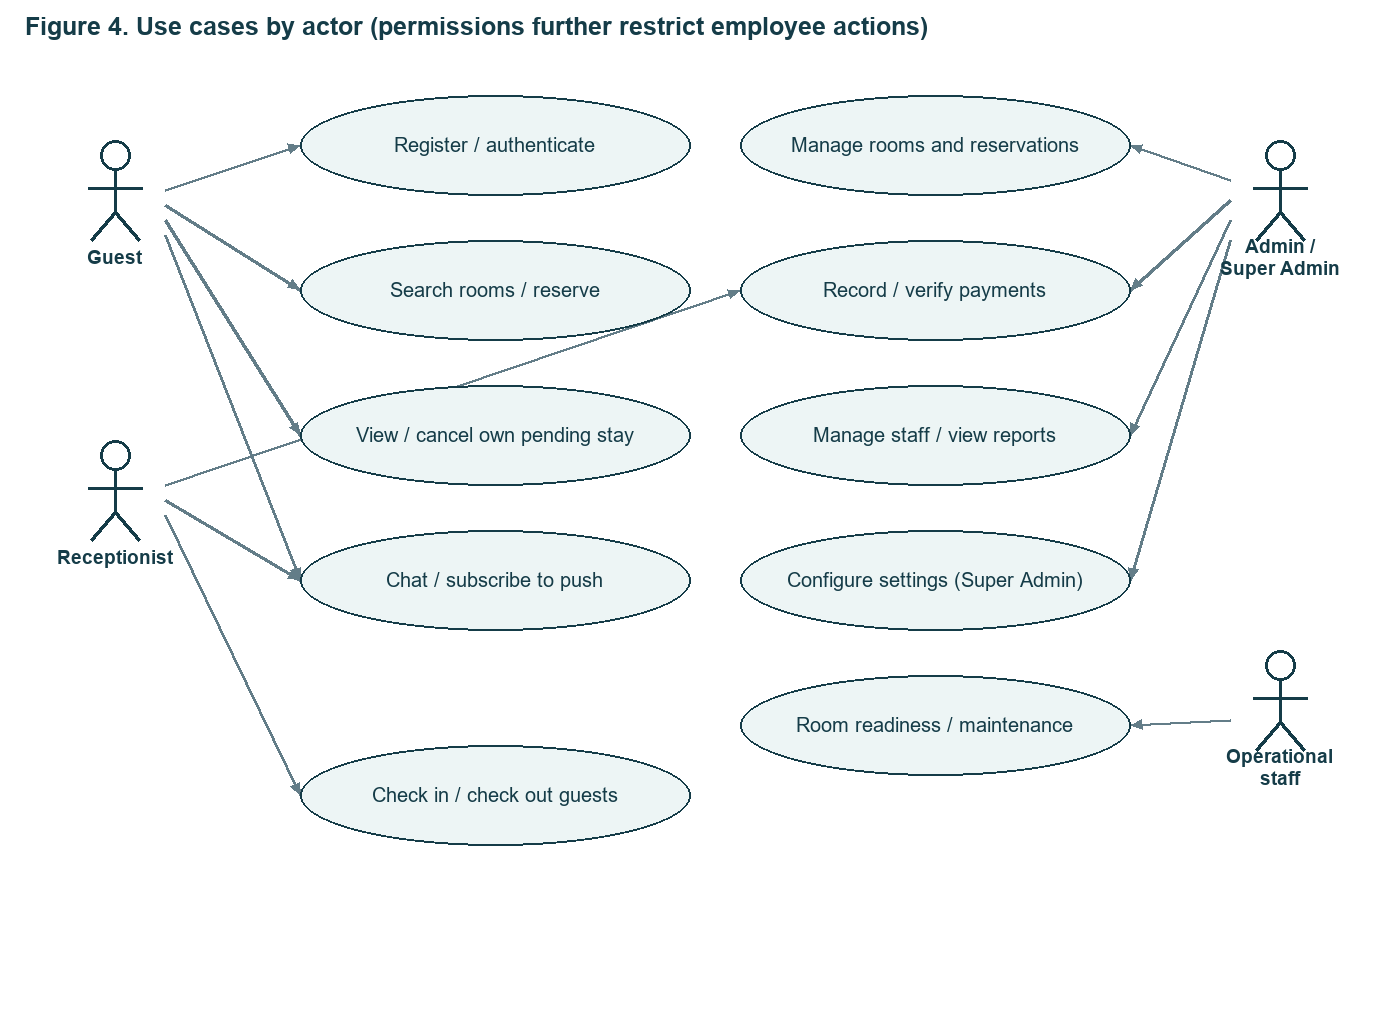 Figure 4. Use cases by actor (permissions further restrict employee actions)
Register / authenticate
Manage rooms and reservations
Guest
Admin /
Super Admin
Search rooms / reserve
Record / verify payments
View / cancel own pending stay
Manage staff / view reports
Receptionist
Chat / subscribe to push
Configure settings (Super Admin)
Room readiness / maintenance
Operational
staff
Check in / check out guests